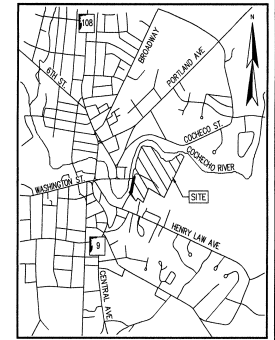 108
BROADWAY
PORTLAND AVE
6TH ST.
COCHECO ST.
COCHECHO RIVER
WASHINGTON ST.
SITE
HENRY LAW AVE
9
CENTRAL AVE